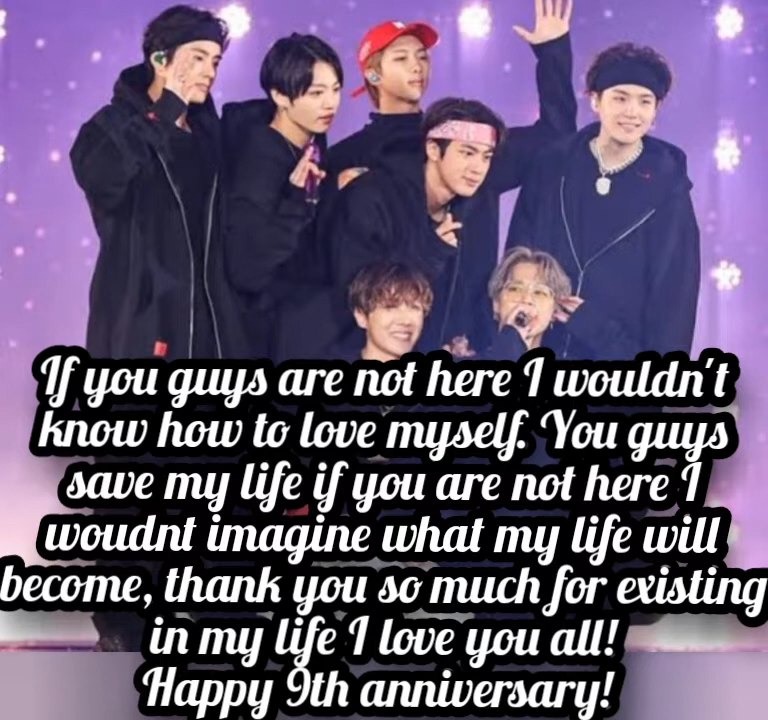 If you guys are not here I wouldn't
know how to love myself. You guys
save my life if you are not here I
woudnt imagine what my life will
become, thank you so much for existing
in my life I love you all!
Happy 9th anniversary!